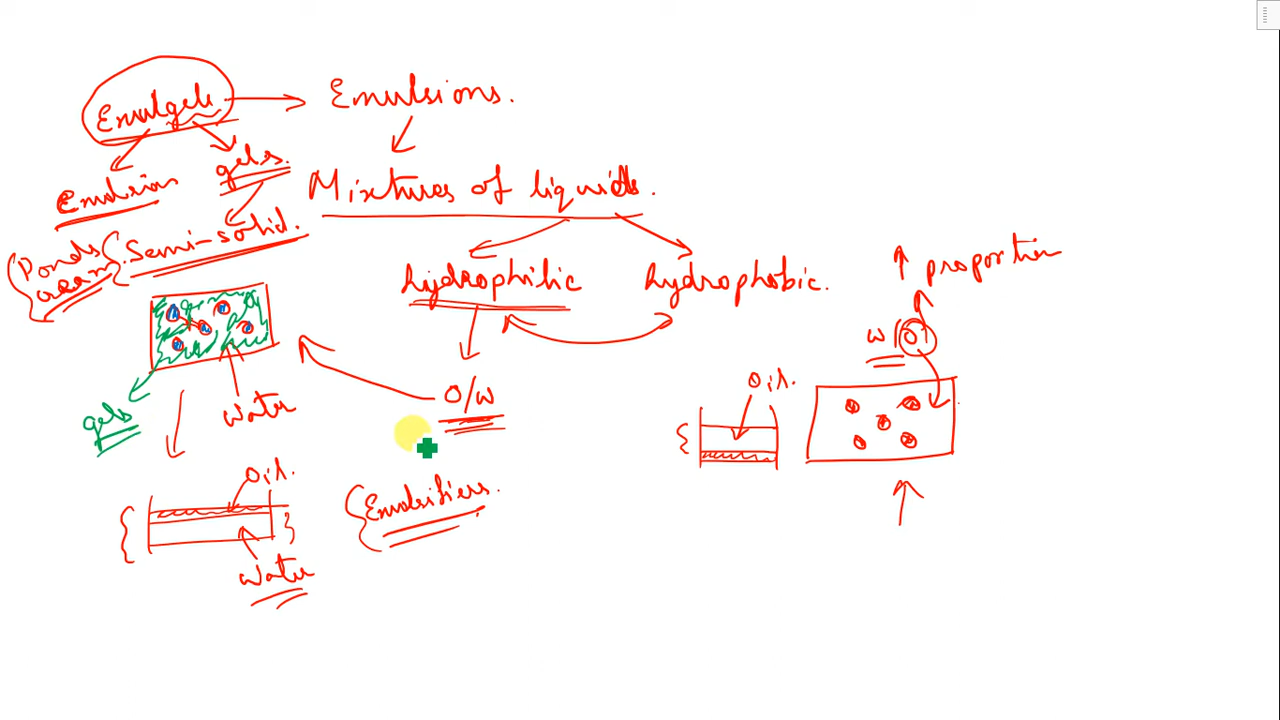 Emulgels
Emulsions.
Emulsion
gels.
Mixtures of liquids.
Semi-solid.
Ponds
cream
hydrophilic
hydrophobic.
↑ proportion
w/O
O/W
gels
Water
Oil.
Oil.
Water
Emulsifiers.